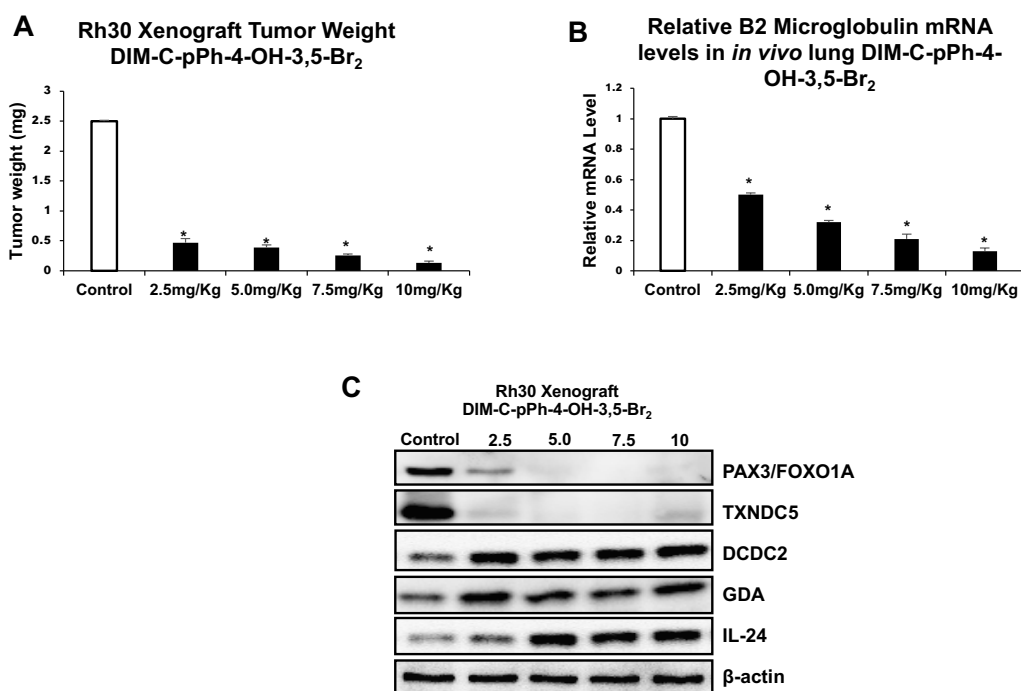 A
Rh30 Xenograft Tumor Weight
DIM-C-pPh-4-OH-3,5-Br₂
Tumor weight (mg)
3
2.5
2
1.5
1
0.5
0
*
*
*
*
Control 2.5mg/Kg 5.0mg/Kg 7.5mg/Kg 10mg/Kg
B
Relative B2 Microglobulin mRNA
levels in in vivo lung DIM-C-pPh-4-
OH-3,5-Br₂
Relative mRNA Level
1.2
1
0.8
0.6
0.4
0.2
0
*
*
*
*
Control 2.5mg/Kg 5.0mg/Kg 7.5mg/Kg 10mg/Kg
C
Rh30 Xenograft
DIM-C-pPh-4-OH-3,5-Br₂
Control 2.5 5.0 7.5 10
PAX3/FOXO1A
TXNDC5
DCDC2
GDA
IL-24
β-actin